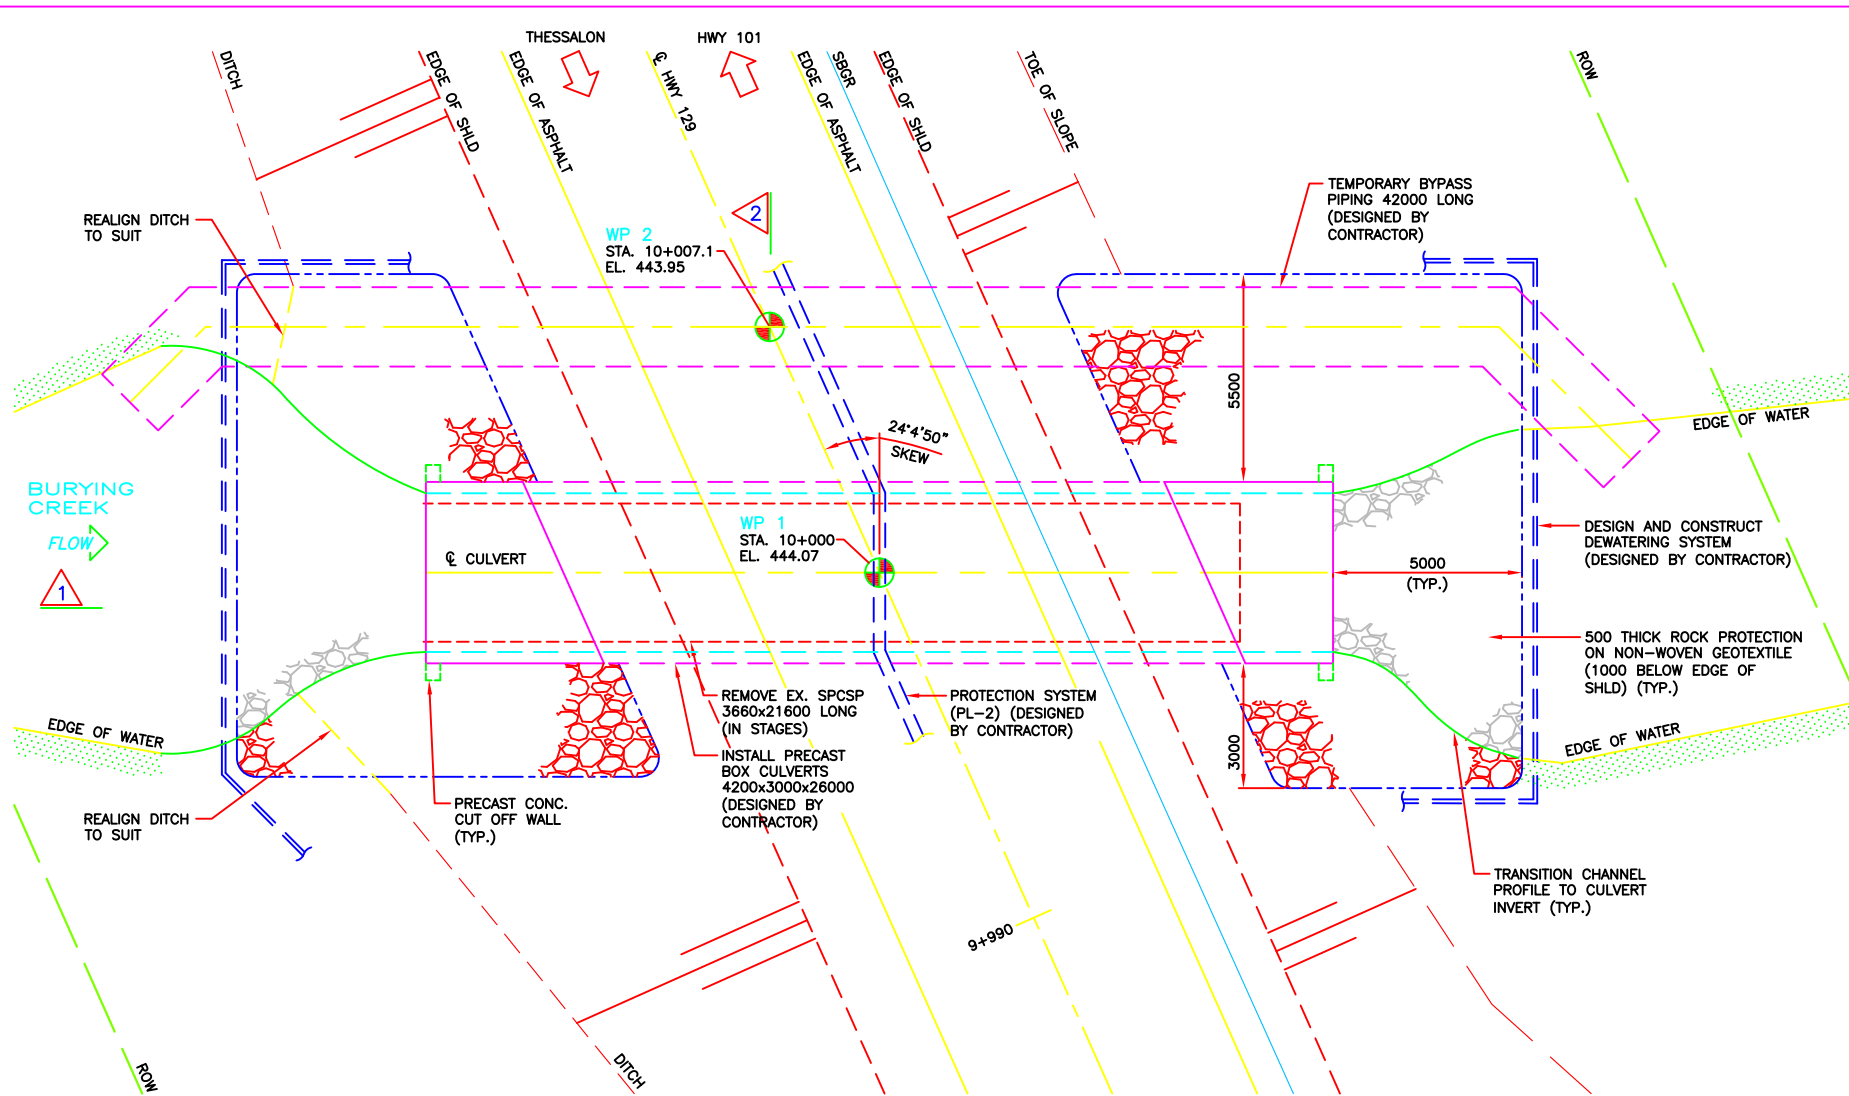 THESSALON
HWY 101
DITCH
EDGE OF SHLD
EDGE OF ASPHALT
℄ HWY 129
EDGE OF ASPHALT
SBGR
EDGE OF SHLD
TOE OF SLOPE
ROW
REALIGN DITCH
TO SUIT
2
WP 2
STA. 10+007.1
EL. 443.95
TEMPORARY BYPASS
PIPING 42000 LONG
(DESIGNED BY
CONTRACTOR)
5500
24°4'50"
SKEW
EDGE OF WATER
BURYING
CREEK
FLOW
1
℄ CULVERT
WP 1
STA. 10+000
EL. 444.07
5000
(TYP.)
DESIGN AND CONSTRUCT
DEWATERING SYSTEM
(DESIGNED BY CONTRACTOR)
500 THICK ROCK PROTECTION
ON NON-WOVEN GEOTEXTILE
(1000 BELOW EDGE OF
SHLD) (TYP.)
EDGE OF WATER
REMOVE EX. SPCSP
3660x21600 LONG
(IN STAGES)
PROTECTION SYSTEM
(PL-2) (DESIGNED
BY CONTRACTOR)
3000
EDGE OF WATER
INSTALL PRECAST
BOX CULVERTS
4200x3000x26000
(DESIGNED BY
CONTRACTOR)
PRECAST CONC.
CUT OFF WALL
(TYP.)
REALIGN DITCH
TO SUIT
TRANSITION CHANNEL
PROFILE TO CULVERT
INVERT (TYP.)
9+990
ROW
DITCH